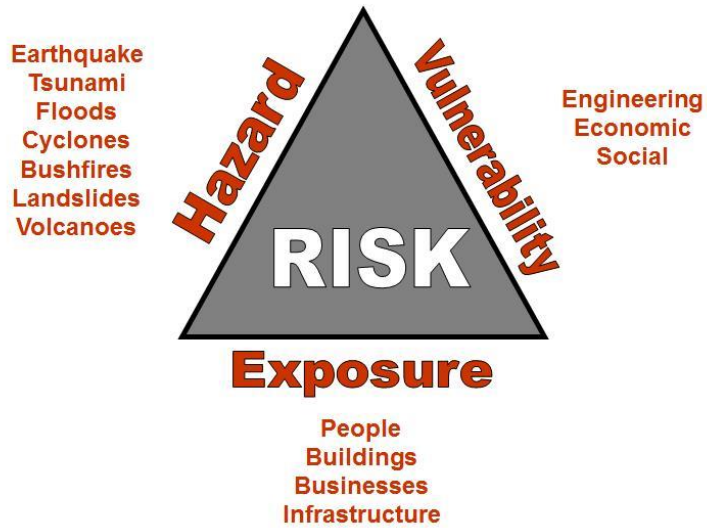 Earthquake
Tsunami
Floods
Cyclones
Bushfires
Landslides
Volcanoes
Hazard
Vulnerability
Engineering
Economic
Social
RISK
Exposure
People
Buildings
Businesses
Infrastructure